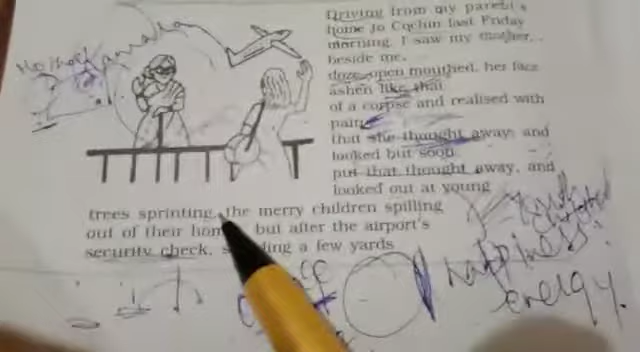 Driving from my parent's
home to Cochin last Friday
morning, I saw my mother,
beside me,
doze, open mouthed, her face
ashen like that
of a corpse and realised with
pain
that she thought away, and
looked but soon
put that thought away, and
looked out at young
trees sprinting, the merry children spilling
out of their but after the airport's
security check, a few yards
Happiness
energy.